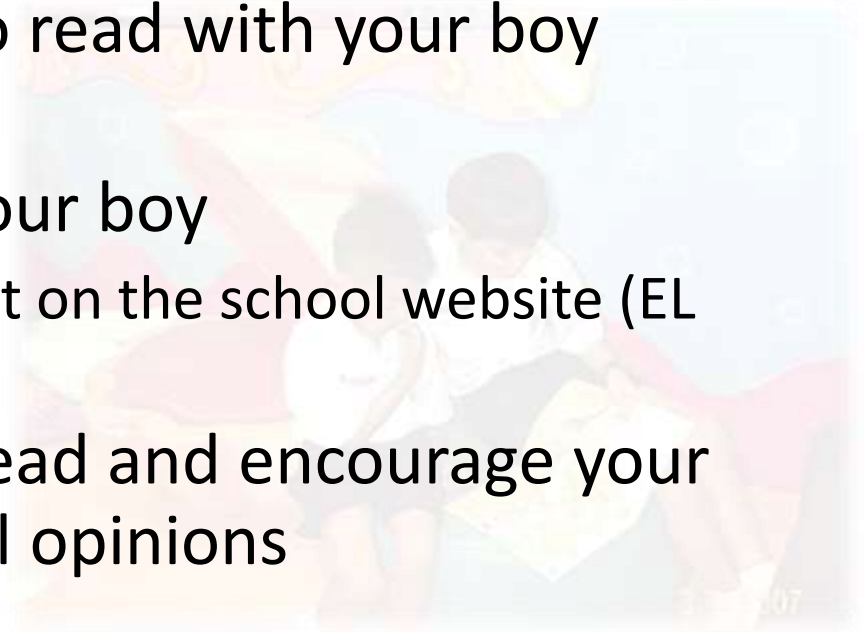 read with your boy
our boy
t on the school website (EL
ead and encourage your
l opinions